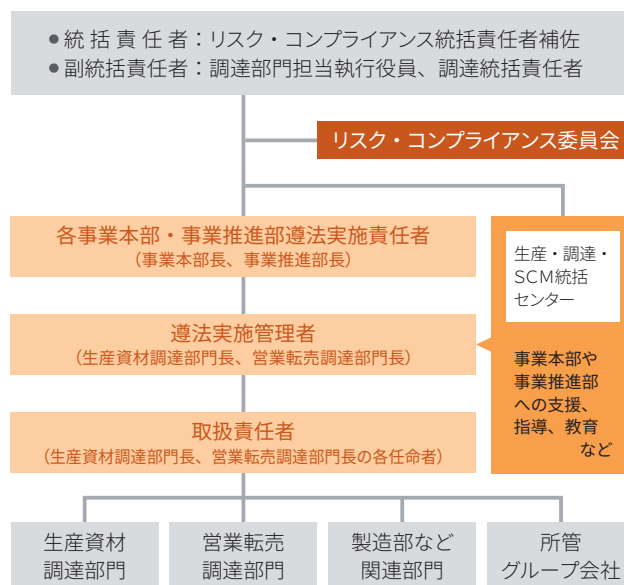 ●統括責任者：リスク・コンプライアンス統括責任者補佐
●副統括責任者：調達部門担当執行役員、調達統括責任者
リスク・コンプライアンス委員会
各事業本部・事業推進部遵法実施責任者
（事業本部長、事業推進部長）
遵法実施管理者
（生産資材調達部門長、営業転売調達部門長）
取扱責任者
（生産資材調達部門長、営業転売調達部門長の各任命者）
生産・調達・
SCM統括
センター
事業本部や
事業推進部
への支援、
指導、教育
など
生産資材
調達部門
営業転売
調達部門
製造部など
関連部門
所管
グループ会社